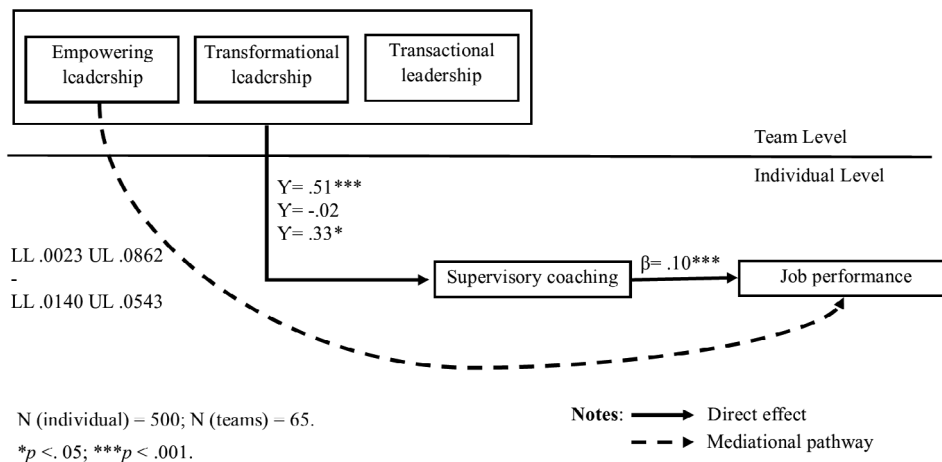 Empowering
leadership
Transformational
leadership
Transactional
leadership
Team Level
Individual Level
ϒ= .51***
ϒ= -.02
ϒ= .33*
LL .0023 UL .0862
-
LL .0140 UL .0543
Supervisory coaching
β= .10***
Job performance
N (individual) = 500; N (teams) = 65.
*p <. 05; ***p < .001.
Notes:
Direct effect
Mediational pathway